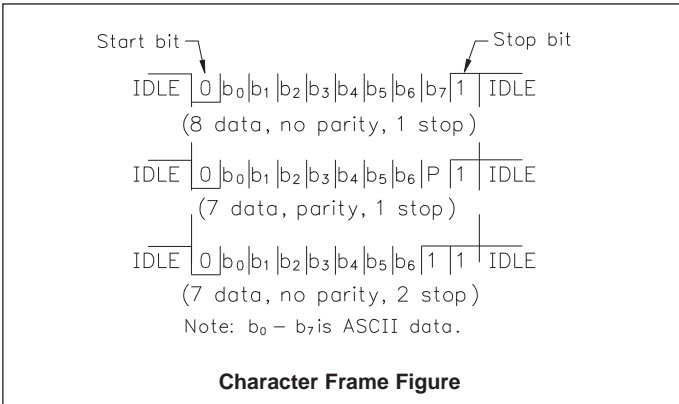 Start bit Stop bit
IDLE 0 b₀ b₁ b₂ b₃ b₄ b₅ b₆ b₇ 1 IDLE
(8 data, no parity, 1 stop)
IDLE 0 b₀ b₁ b₂ b₃ b₄ b₅ b₆ P 1 IDLE
(7 data, parity, 1 stop)
IDLE 0 b₀ b₁ b₂ b₃ b₄ b₅ b₆ 1 1 IDLE
(7 data, no parity, 2 stop)
Note: b₀ – b₇ is ASCII data.
Character Frame Figure